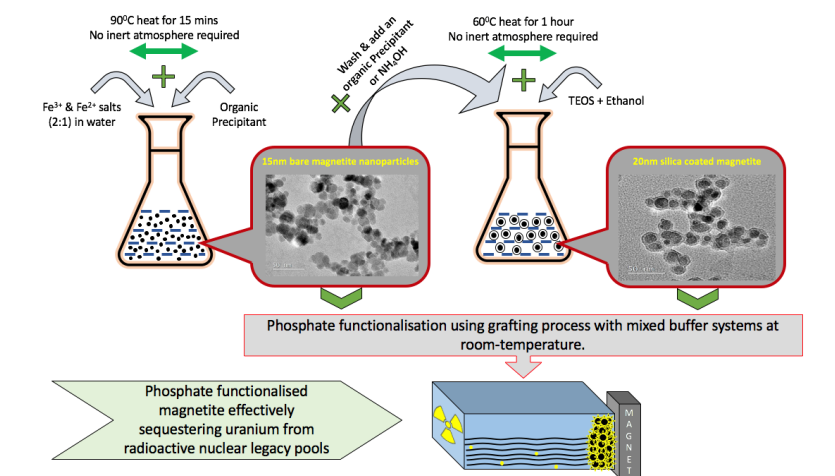 90⁰C heat for 15 mins
No inert atmosphere required
Fe³⁺ & Fe²⁺ salts
(2:1) in water
Organic
Precipitant
Wash & add an
organic Precipitant
or NH₄OH
60⁰C heat for 1 hour
No inert atmosphere required
TEOS + Ethanol
15nm bare magnetite nanoparticles
20nm silica coated magnetite
Phosphate functionalisation using grafting process with mixed buffer systems at
room-temperature.
Phosphate functionalised
magnetite effectively
sequestering uranium from
radioactive nuclear legacy pools
M
A
G
N
E
T